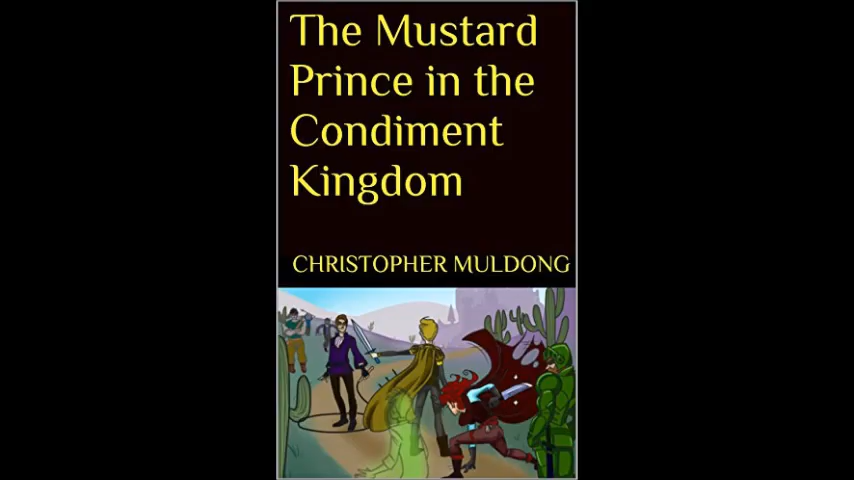 The Mustard
Prince in the
Condiment
Kingdom
CHRISTOPHER MULDONG